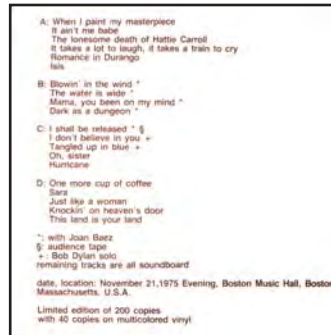 A: When I paint my masterpiece
It ain't me babe
The lonesome death of Hattie Carroll
It takes a lot to laugh, it takes a train to cry
Romance in Durango
Isis
B: Blowin' in the wind *
The water is wide *
Mama, you been on my mind *
Dark as a dungeon *
C: I shall be released * §
I don't believe in you +
Tangled up in blue +
Oh, sister
Hurricane
D: One more cup of coffee
Sara
Just like a woman
Knockin' on heaven's door
This land is your land
*: with Joan Baez
§: audience tape
+: Bob Dylan solo
remaining tracks are all soundboard
date, location: November 21,1975 Evening, Boston Music Hall, Boston
Massachusetts, U.S.A.
Limited edition of 200 copies
with 40 copies on multicolored vinyl